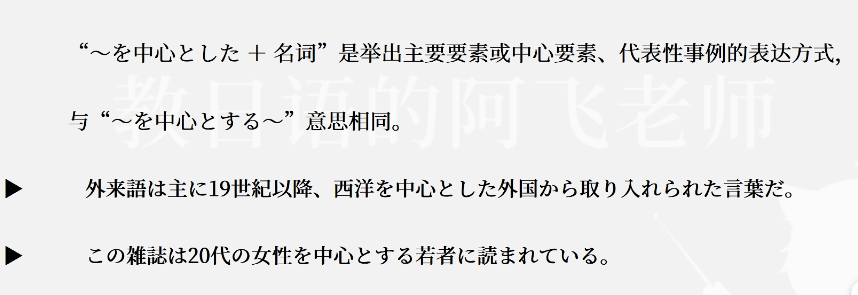 “～を中心とした ＋ 名词”是举出主要要素或中心要素、代表性事例的表达方式，
与“～を中心とする～”意思相同。
教日语的阿飞老师
▶ 外来語は主に19世紀以降、西洋を中心とした外国から取り入れられた言葉だ。
▶ この雑誌は20代の女性を中心とする若者に読まれている。